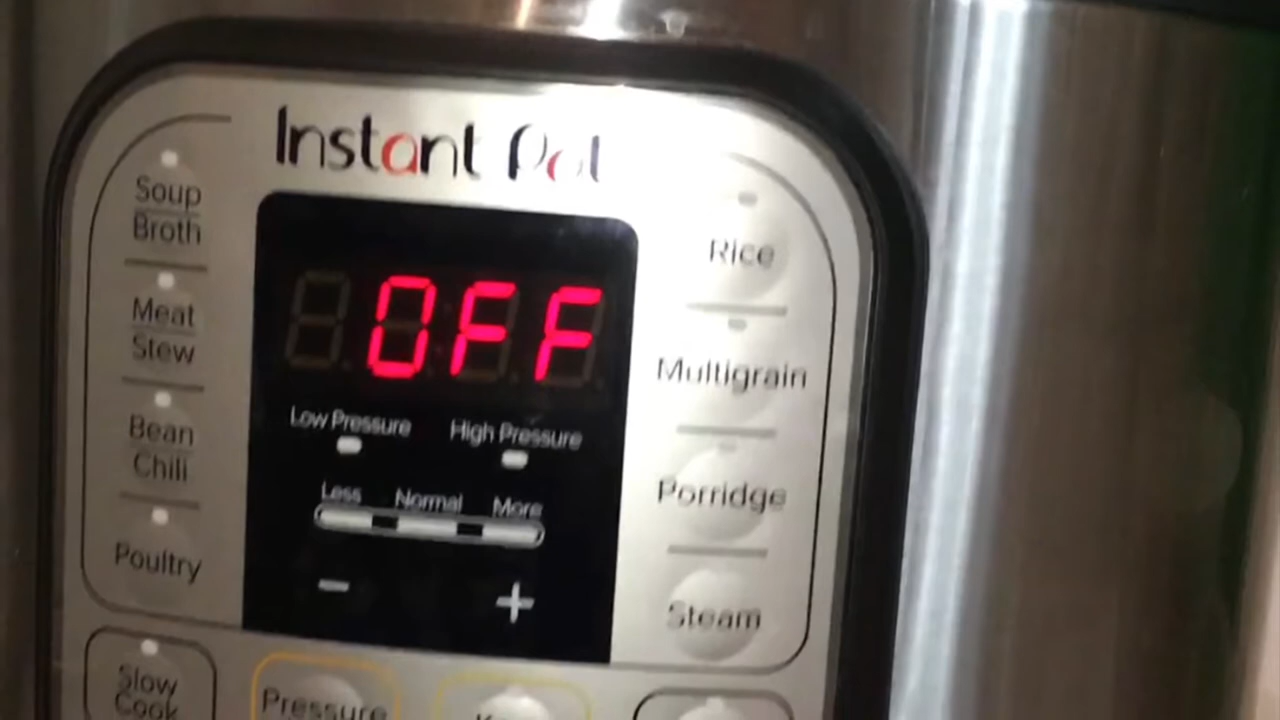 Instant Pot
Soup
Broth
Meat
Stew
Bean
Chili
Poultry
Slow
Cook
OFF
Low Pressure
High Pressure
Less
Normal
More
−
+
Rice
Multigrain
Porridge
Steam
Pressure